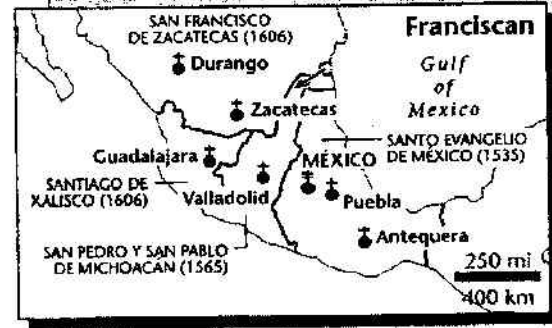 SAN FRANCISCO
DE ZACATECAS (1606)
Franciscan
Durango
Gulf
of
Mexico
Zacatecas
SANTO EVANGELIO
DE MÉXICO (1535)
Guadalajara
MÉXICO
SANTIAGO DE
XALISCO (1606)
Valladolid
Puebla
SAN PEDRO Y SAN PABLO
DE MICHOACÁN (1565)
Antequera
250 mi
400 km